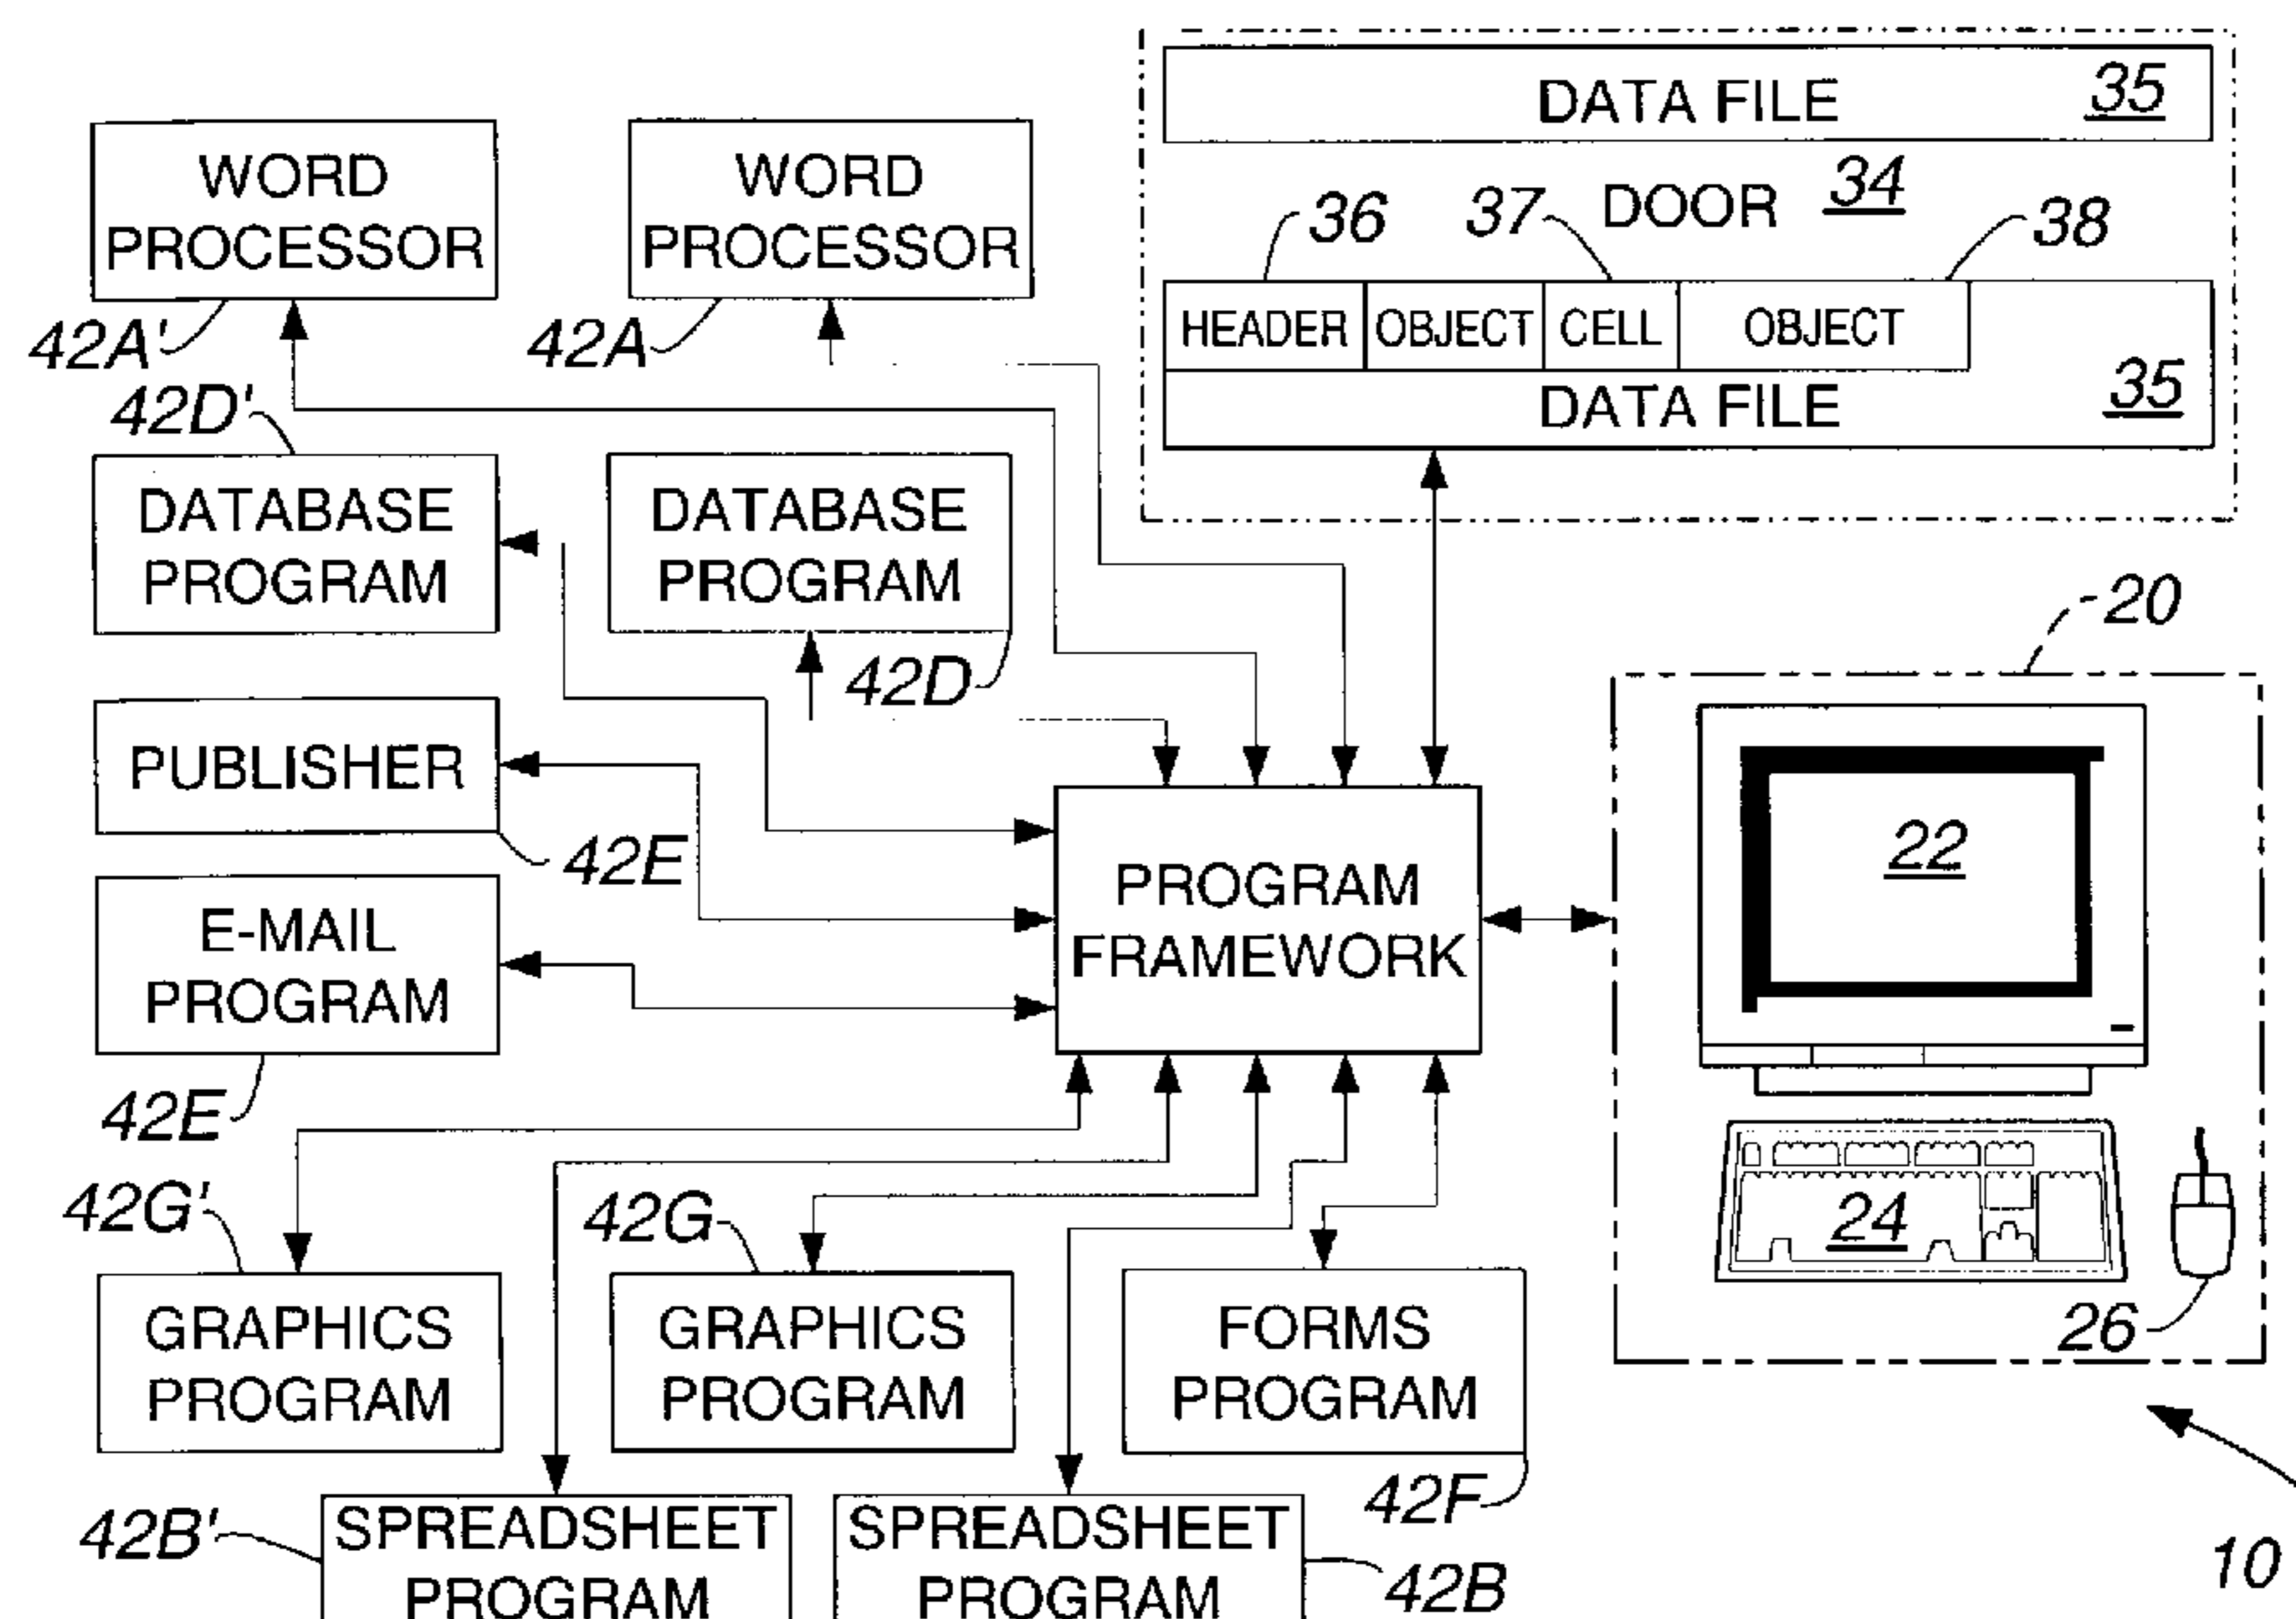 DATA FILE 35
WORD
PROCESSOR
42A'
WORD
PROCESSOR
42A
DOOR 34
36
37
38
HEADER
OBJECT
CELL
OBJECT
DATA FILE
35
42D'
DATABASE
PROGRAM
DATABASE
PROGRAM
42D
PUBLISHER
42E
E-MAIL
PROGRAM
42E
PROGRAM
FRAMEWORK
20
22
24
26
42G'
GRAPHICS
PROGRAM
42G
GRAPHICS
PROGRAM
FORMS
PROGRAM
42F
42B'
SPREADSHEET
PROGRAM
SPREADSHEET
PROGRAM
42B
10